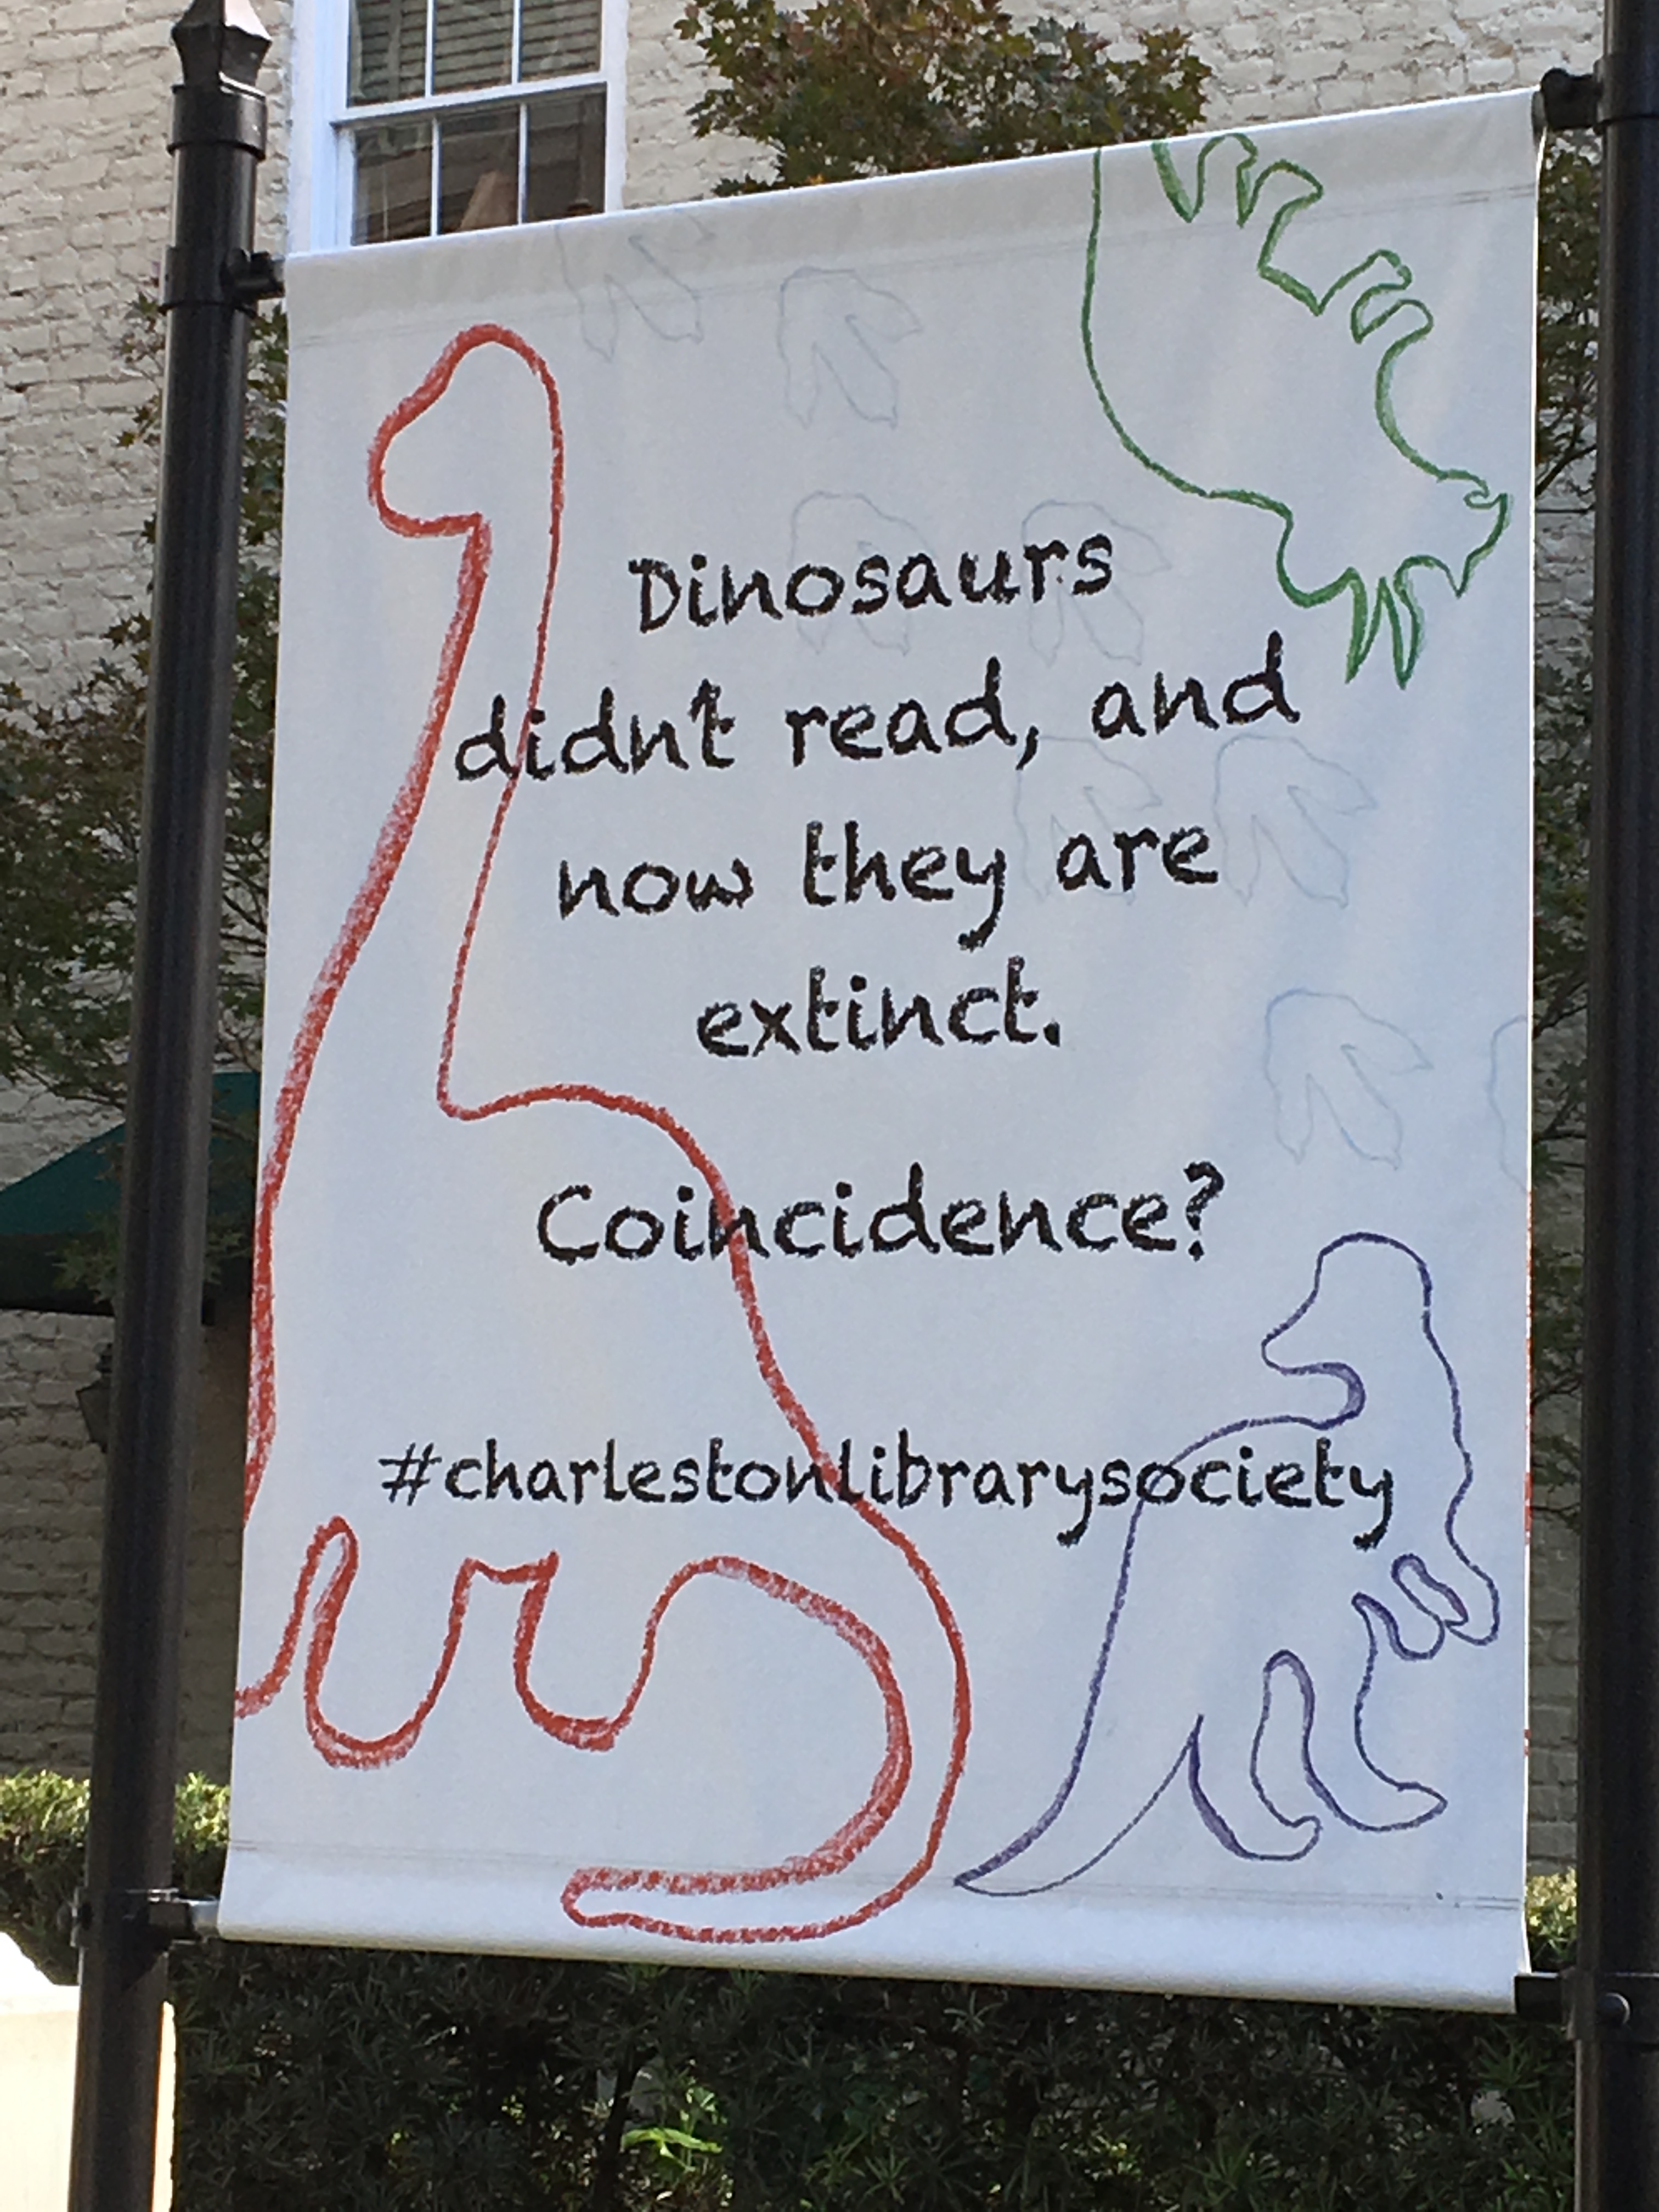 Dinosaurs
didnt read, and
now they are
extinct.
Coincidence?
#charlestonlibrarysociety